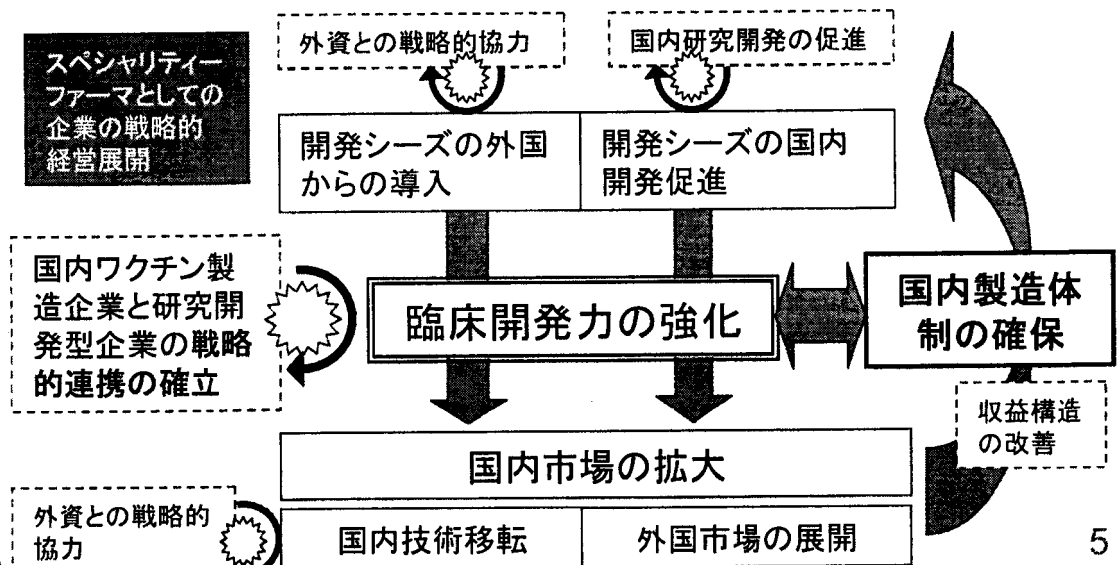 スペシャリティー
ファーマとしての
企業の戦略的
経営展開
外資との戦略的協力
国内研究開発の促進
開発シーズの外国
からの導入
開発シーズの国内
開発促進
国内ワクチン製
造企業と研究開
発型企業の戦略
的連携の確立
臨床開発力の強化
国内製造体
制の確保
収益構造
の改善
国内市場の拡大
外資との戦略的
協力
国内技術移転
外国市場の展開
5